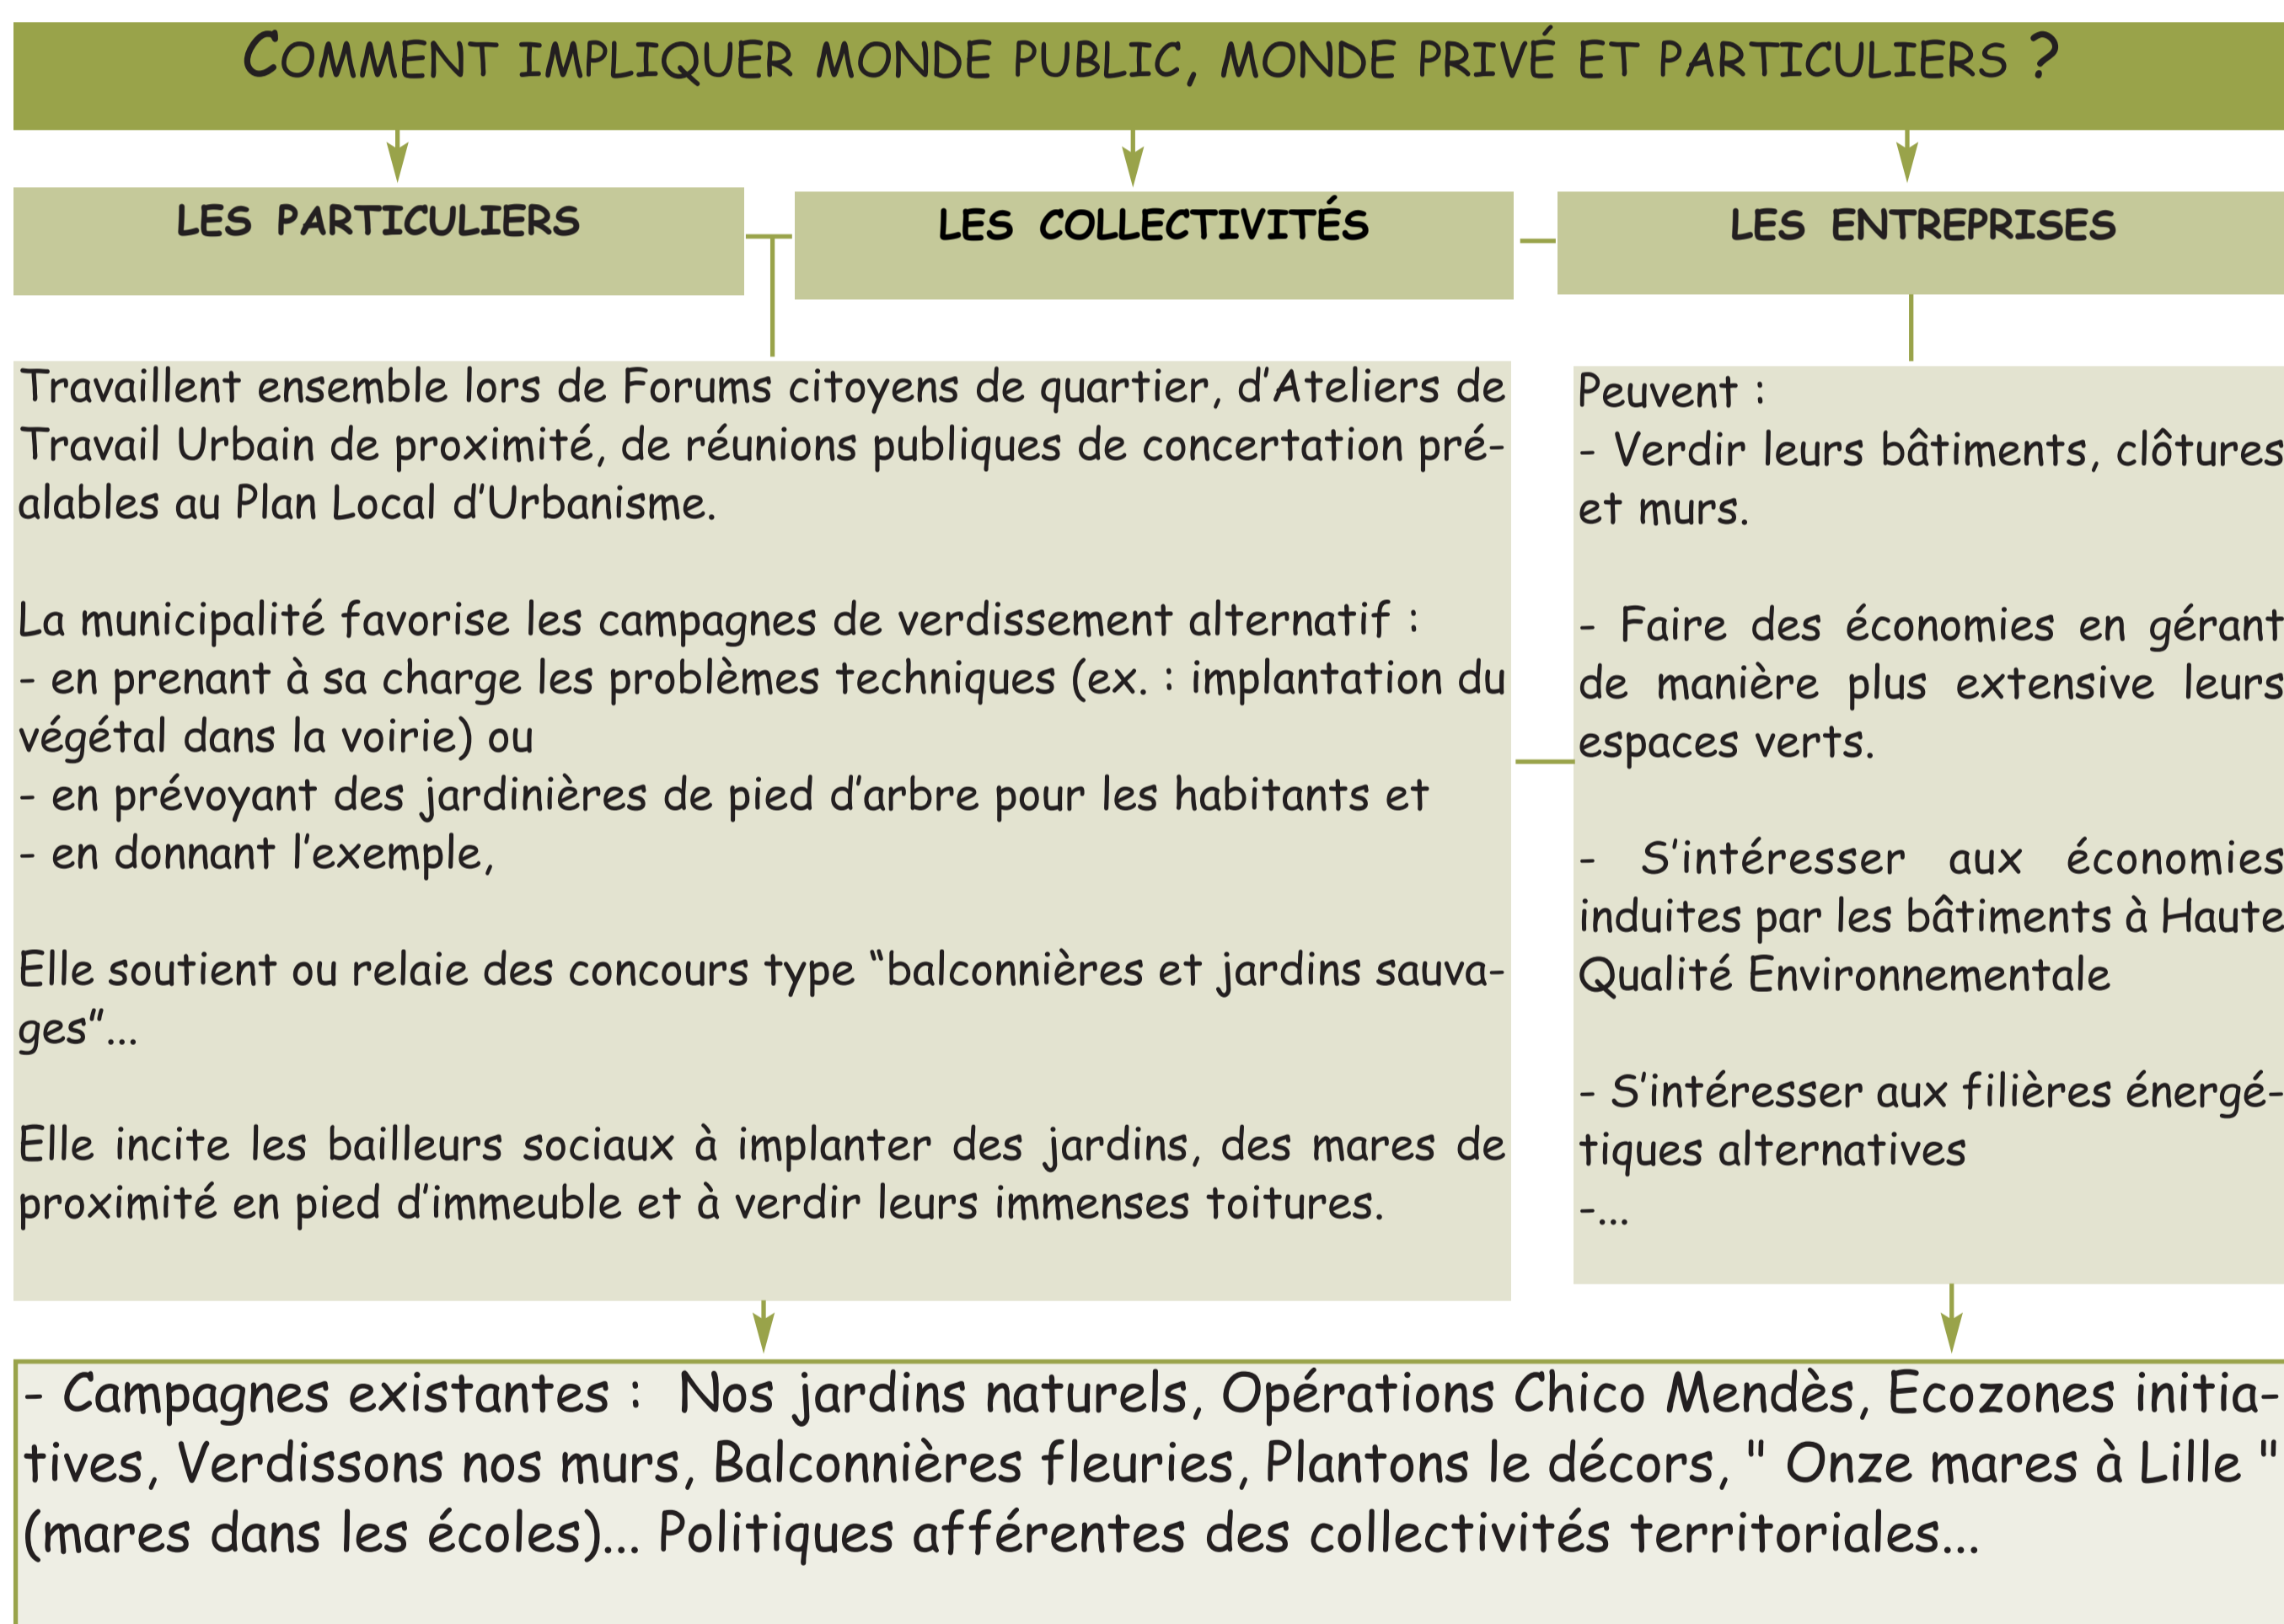 COMMENT IMPLIQUER MONDE PUBLIC, MONDE PRIVÉ ET PARTICULIERS ?
LES PARTICULIERS
LES COLLECTIVITÉS
LES ENTREPRISES
Travaillent ensemble lors de Forums citoyens de quartier, d'Ateliers de
Travail Urbain de proximité, de réunions publiques de concertation pré-
alables au Plan Local d'Urbanisme.
La municipalité favorise les campagnes de verdissement alternatif :
- en prenant à sa charge les problèmes techniques (ex. : implantation du
végétal dans la voirie) ou
- en prévoyant des jardinières de pied d'arbre pour les habitants et
- en donnant l'exemple,
Elle soutient ou relaie des concours type “balconnières et jardins sauva-
ges”...
Elle incite les bailleurs sociaux à implanter des jardins, des mares de
proximité en pied d'immeuble et à verdir leurs immenses toitures.
Peuvent :
- Verdir leurs bâtiments, clôtures
et murs.
- Faire des économies en gérant
de manière plus extensive leurs
espaces verts.
- S'intéresser aux économies
induites par les bâtiments à Haute
Qualité Environnementale
- S'intéresser aux filières énergé-
tiques alternatives
-...
- Campagnes existantes : Nos jardins naturels, Opérations Chico Mendès, Ecozones initia-
tives, Verdissons nos murs, Balconnières fleuries, Plantons le décors, " Onze mares à Lille "
(mares dans les écoles)... Politiques afférentes des collectivités territoriales...